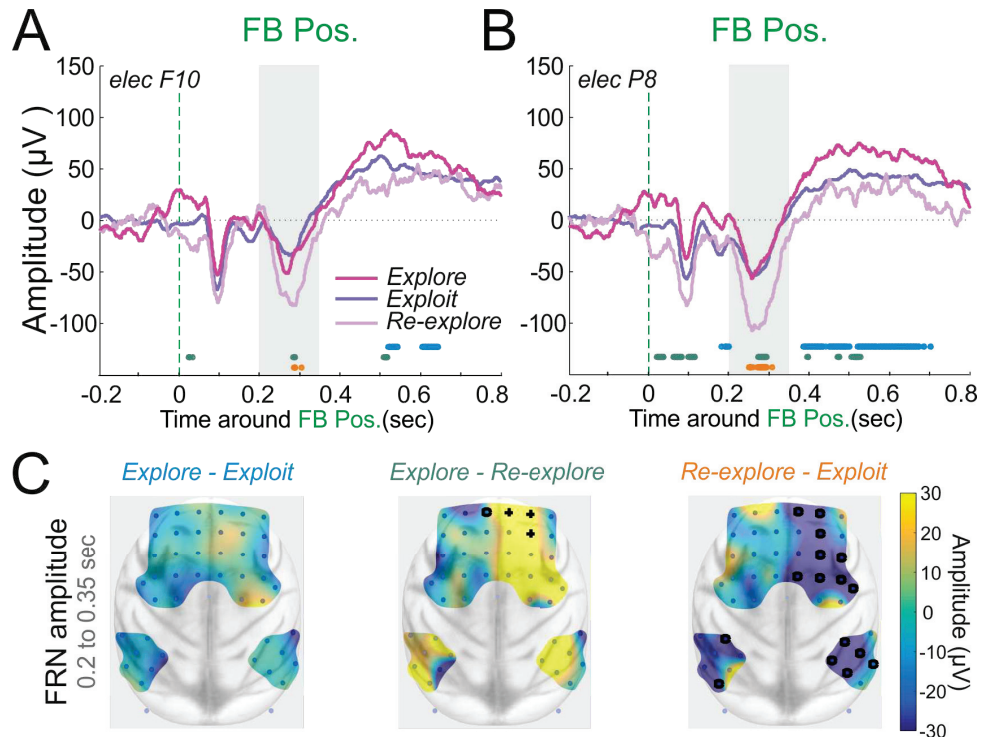 A
FB Pos.
elec F10
Amplitude (µV )
150
100
50
0
-50
-100
Explore
Exploit
Re-explore
-0.2 0 0.2 0.4 0.6 0.8
Time around FB Pos.(sec)
B
FB Pos.
elec P8
150
100
50
0
-50
-100
-0.2 0 0.2 0.4 0.6 0.8
Time around FB Pos.(sec)
C
Explore - Exploit
Explore - Re-explore
Re-explore - Exploit
FRN amplitude
0.2 to 0.35 sec
30
20
10
0
-10
-20
-30
Amplitude (µV)